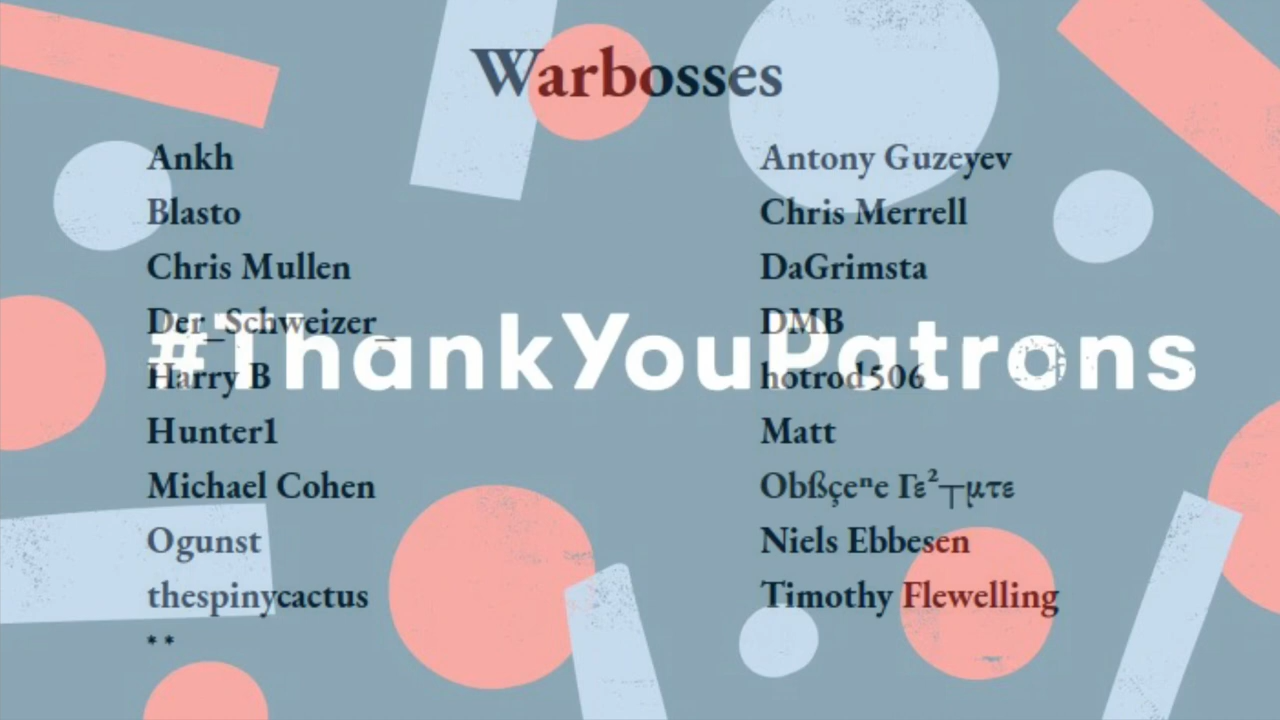 Warbosses
Ankh
Antony Guzeyev
Blasto
Chris Merrell
Chris Mullen
DaGrimsta
Der_Schweizer_
DMB
#ThankYouPatrons
Harry B
hotrod506
Hunter1
Matt
Michael Cohen
Obßçeⁿe Γε²┬μτε
Ogunst
Niels Ebbesen
thespinycactus
Timothy Flewelling
* *